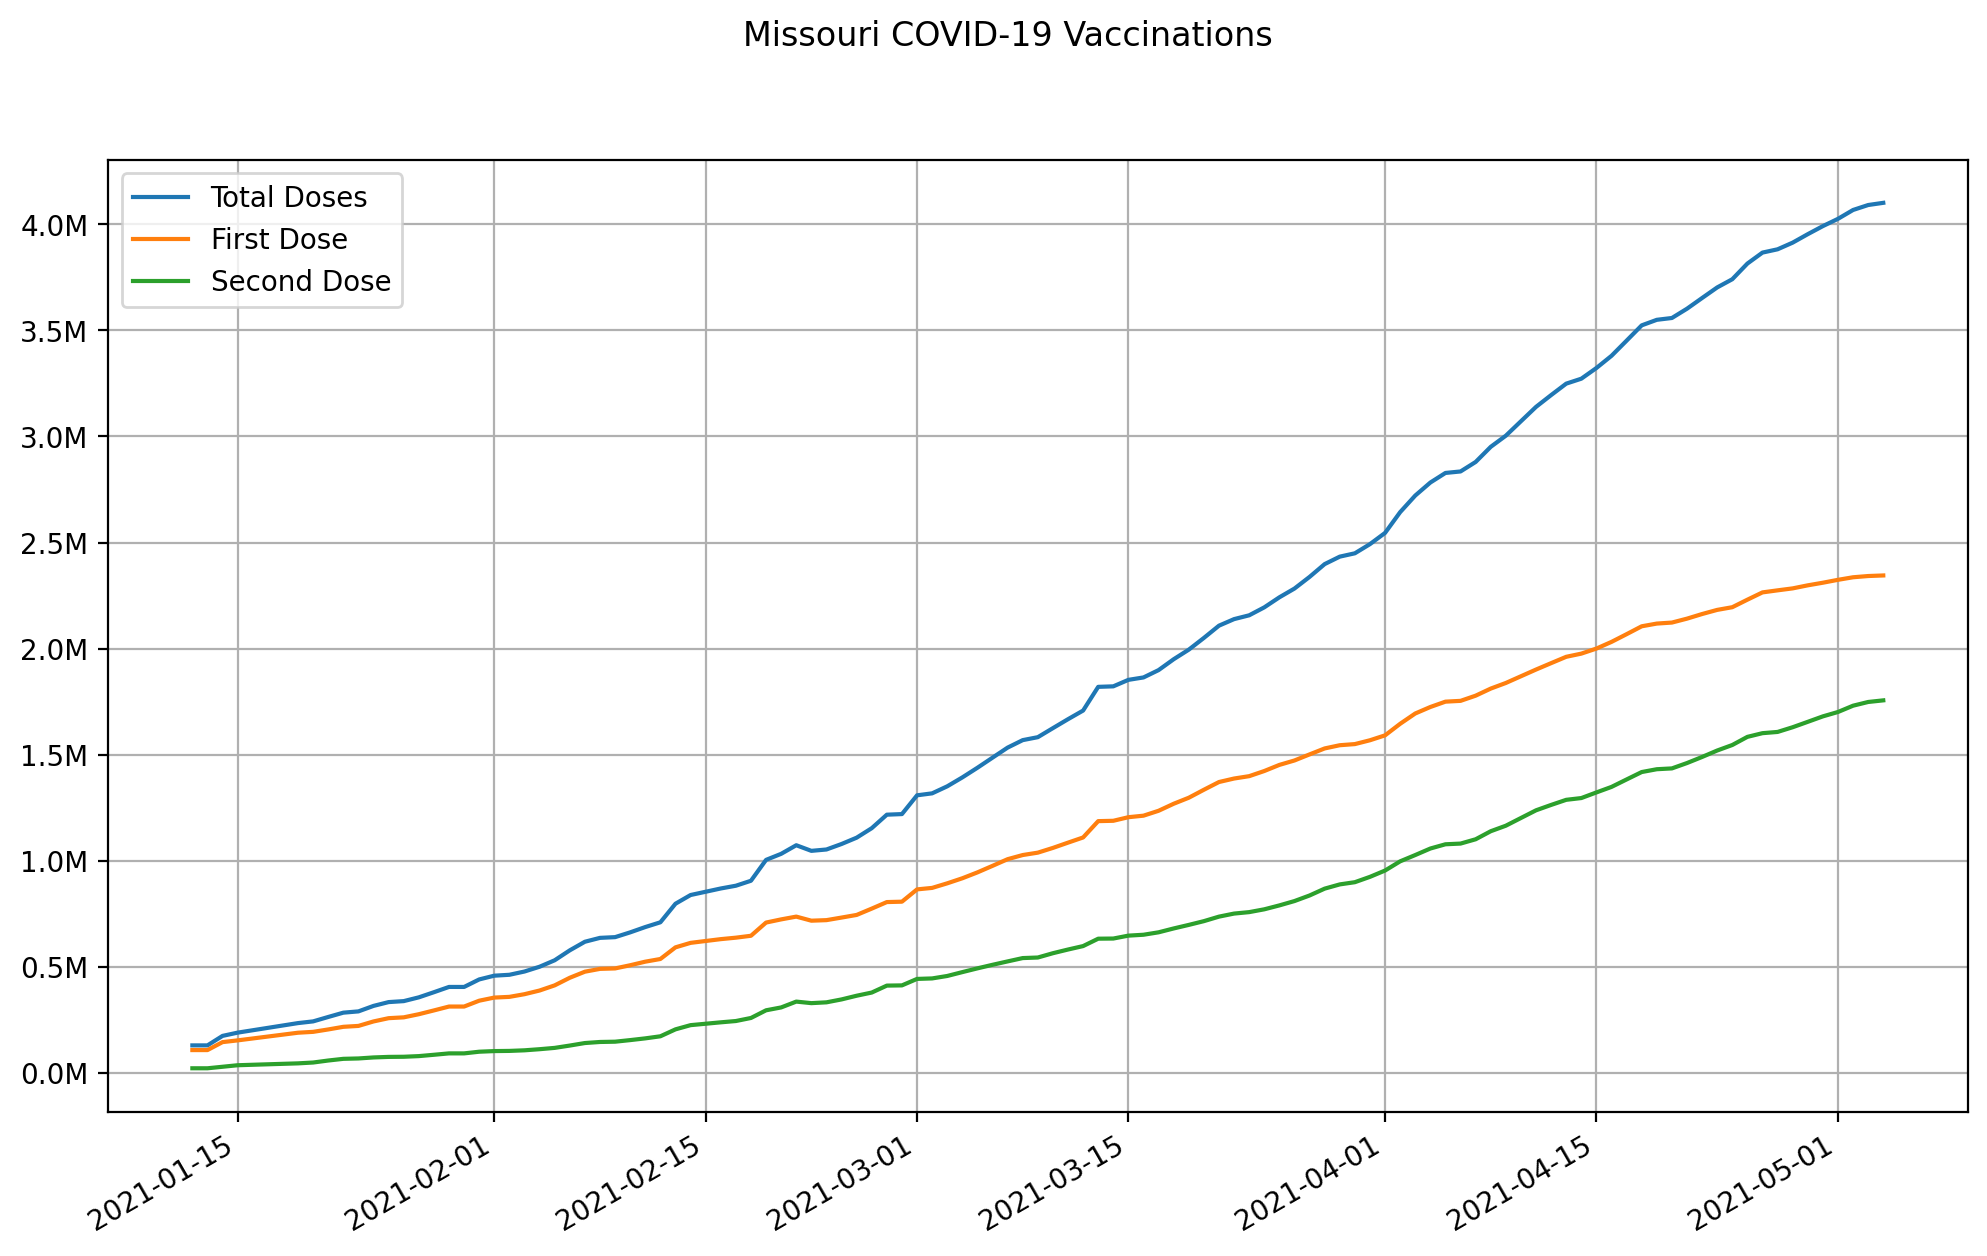 Missouri COVID-19 Vaccinations
Total Doses
First Dose
Second Dose
4.0M
3.5M
3.0M
2.5M
2.0M
1.5M
1.0M
0.5M
0.0M
2021-01-15
2021-02-01
2021-02-15
2021-03-01
2021-03-15
2021-04-01
2021-04-15
2021-05-01